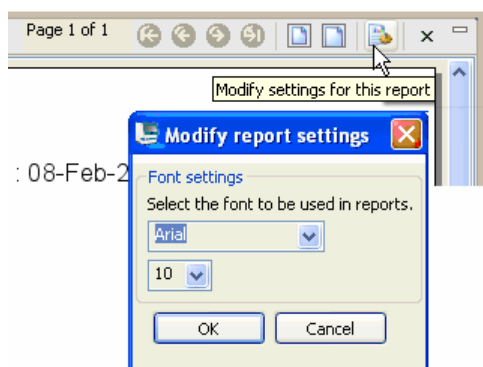 Page 1 of 1
Modify settings for this report
Modify report settings
: 08-Feb-2
Font settings
Select the font to be used in reports.
Arial
10
OK Cancel